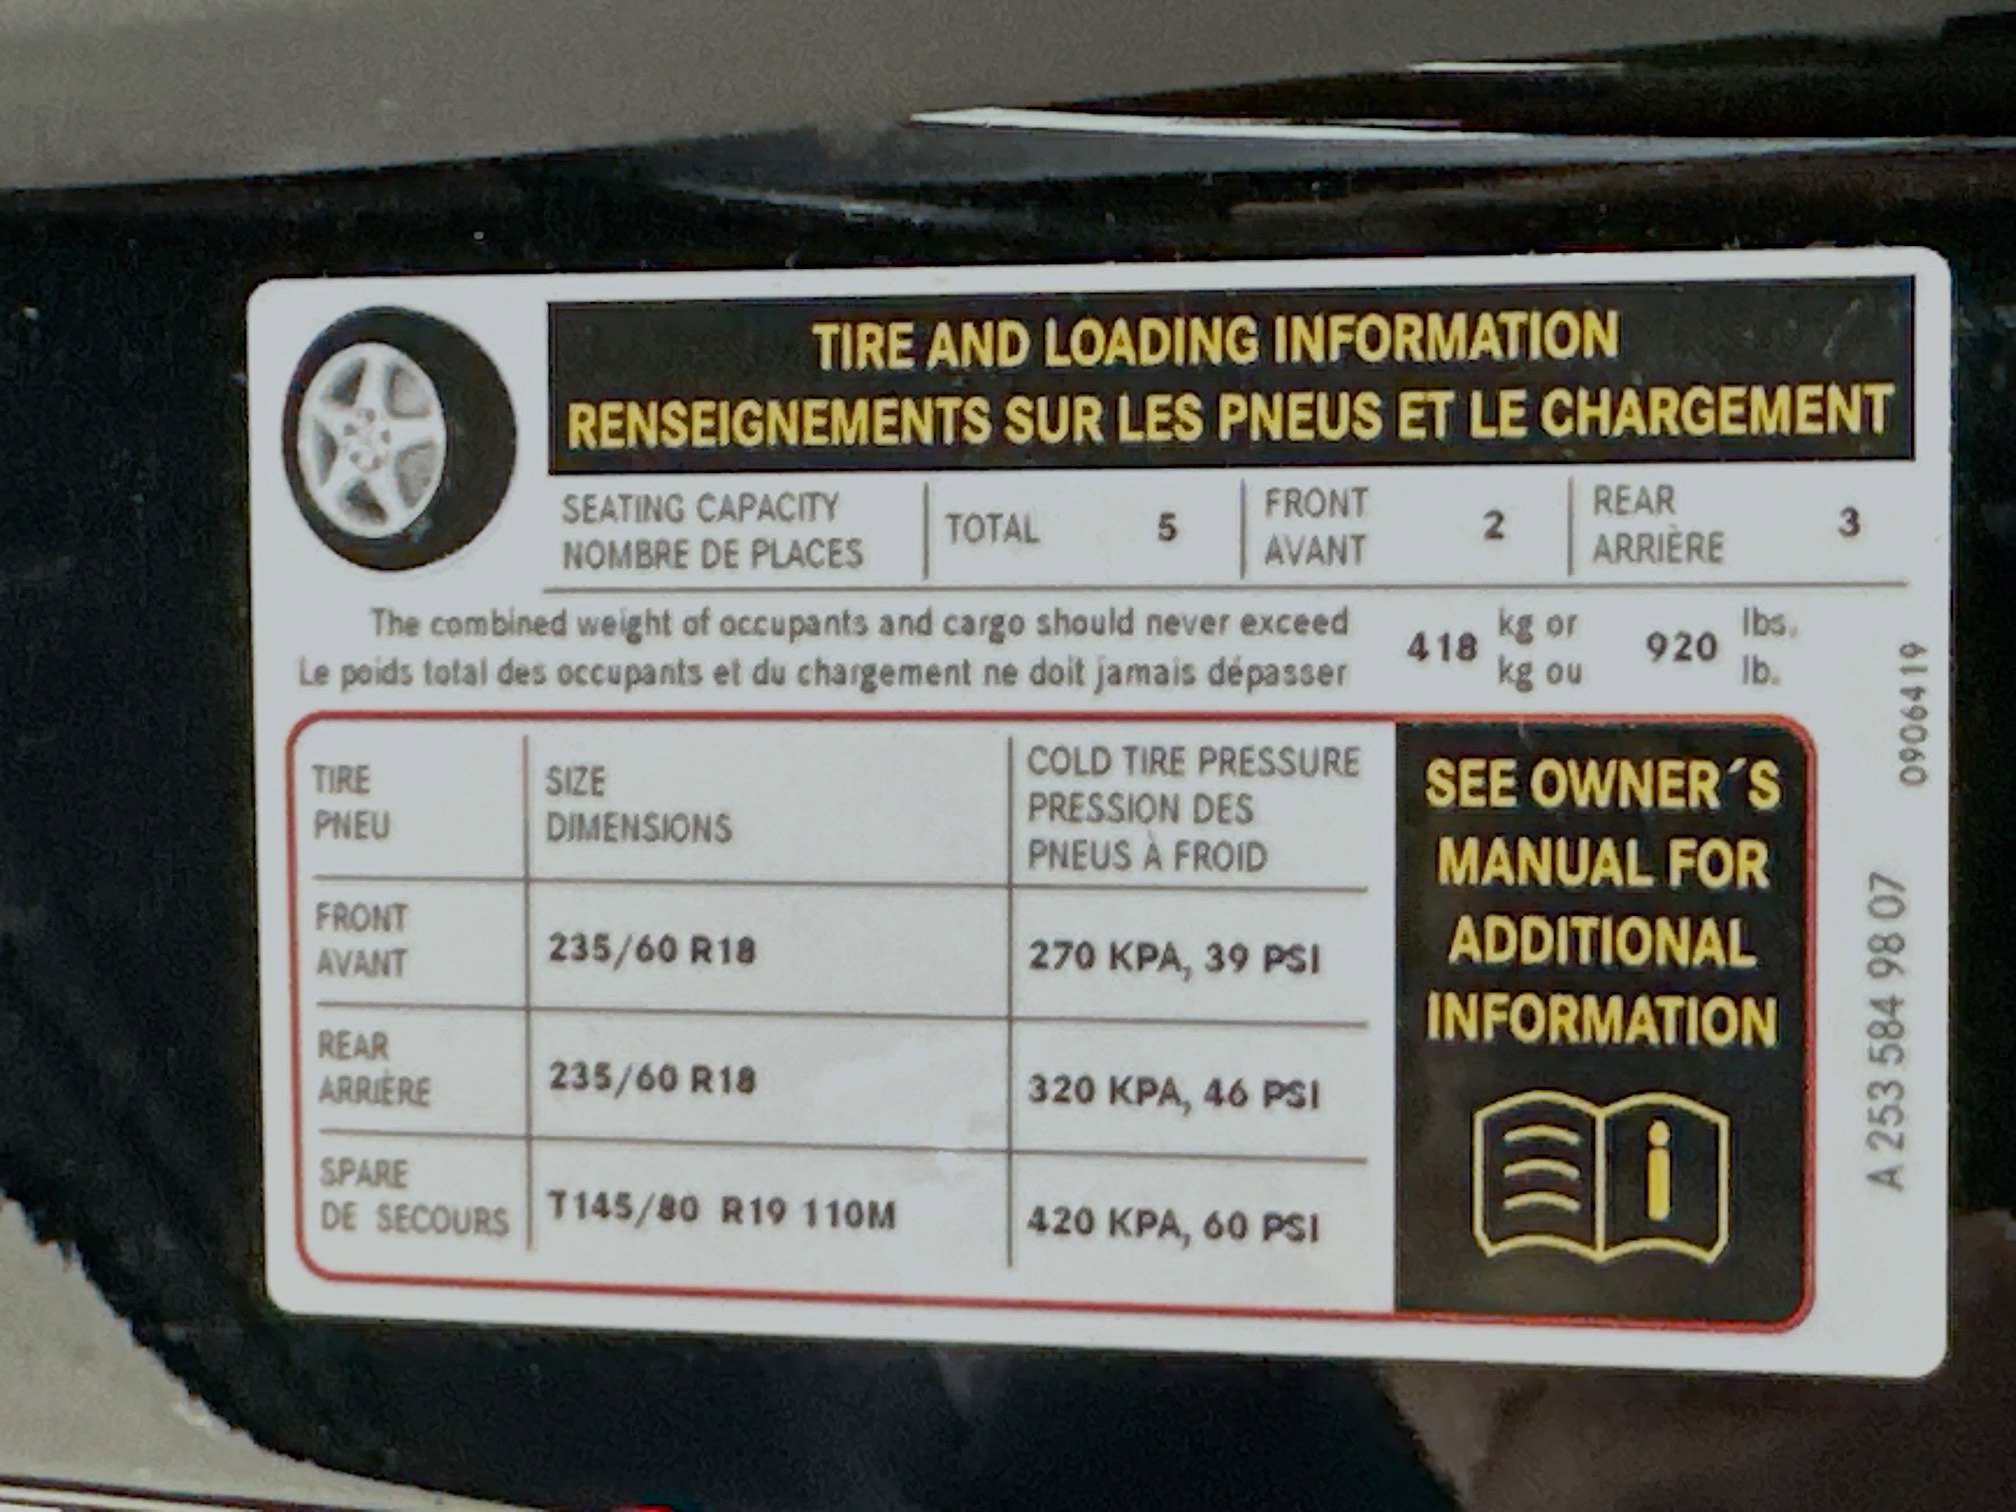 TIRE AND LOADING INFORMATION
RENSEIGNEMENTS SUR LES PNEUS ET LE CHARGEMENT
SEATING CAPACITY
NOMBRE DE PLACES
TOTAL 5
FRONT
AVANT
2
REAR
ARRIÈRE
3
The combined weight of occupants and cargo should never exceed
Le poids total des occupants et du chargement ne doit jamais dépasser
418
kg or
kg ou
920
lbs.
lb.
TIRE
PNEU
SIZE
DIMENSIONS
COLD TIRE PRESSURE
PRESSION DES
PNEUS À FROID
FRONT
AVANT
235/60 R18
270 KPA, 39 PSI
REAR
ARRIÈRE
235/60 R18
320 KPA, 46 PSI
SPARE
DE SECOURS
T145/80 R19 110M
420 KPA, 60 PSI
SEE OWNER´S
MANUAL FOR
ADDITIONAL
INFORMATION
i
A 253 584 98 07
0906419